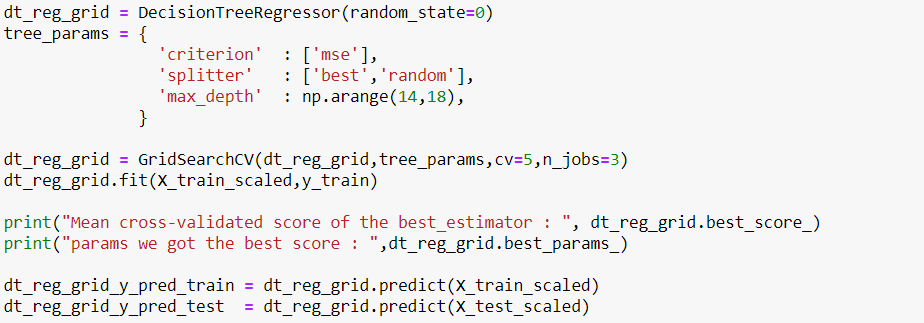 dt_reg_grid = DecisionTreeRegressor(random_state=0)
tree_params = {
'criterion' : ['mse'],
'splitter' : ['best','random'],
'max_depth' : np.arange(14,18),
}
dt_reg_grid = GridSearchCV(dt_reg_grid,tree_params,cv=5,n_jobs=3)
dt_reg_grid.fit(X_train_scaled,y_train)
print("Mean cross-validated score of the best_estimator : ", dt_reg_grid.best_score_)
print("params we got the best score : ",dt_reg_grid.best_params_)
dt_reg_grid_y_pred_train = dt_reg_grid.predict(X_train_scaled)
dt_reg_grid_y_pred_test = dt_reg_grid.predict(X_test_scaled)